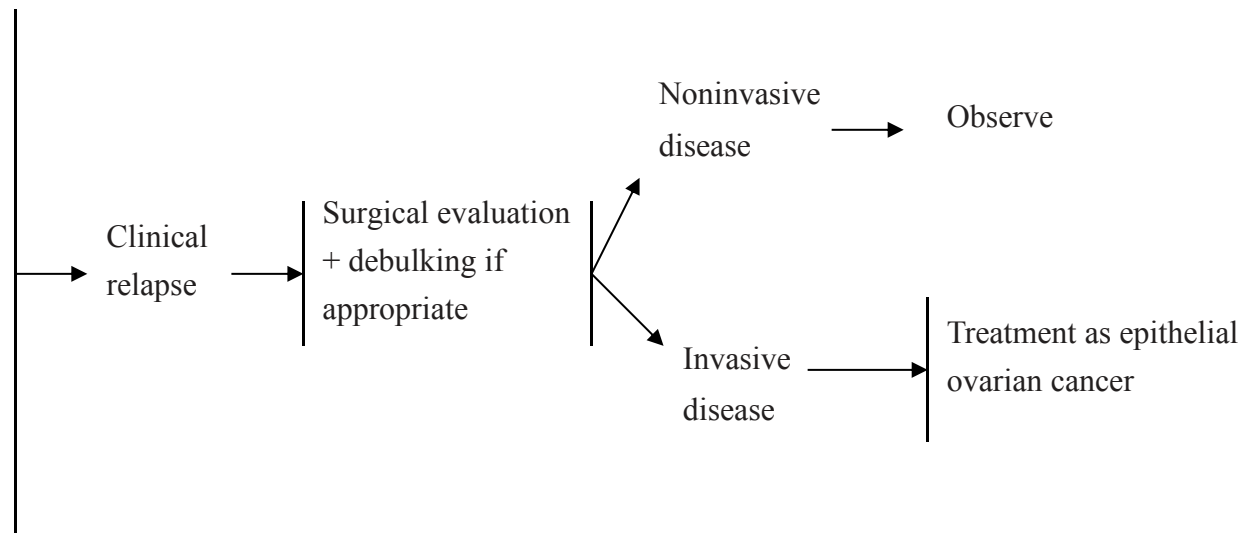 Clinical
relapse
Surgical evaluation
+ debulking if
appropriate
Noninvasive
disease
Observe
Invasive
disease
Treatment as epithelial
ovarian cancer